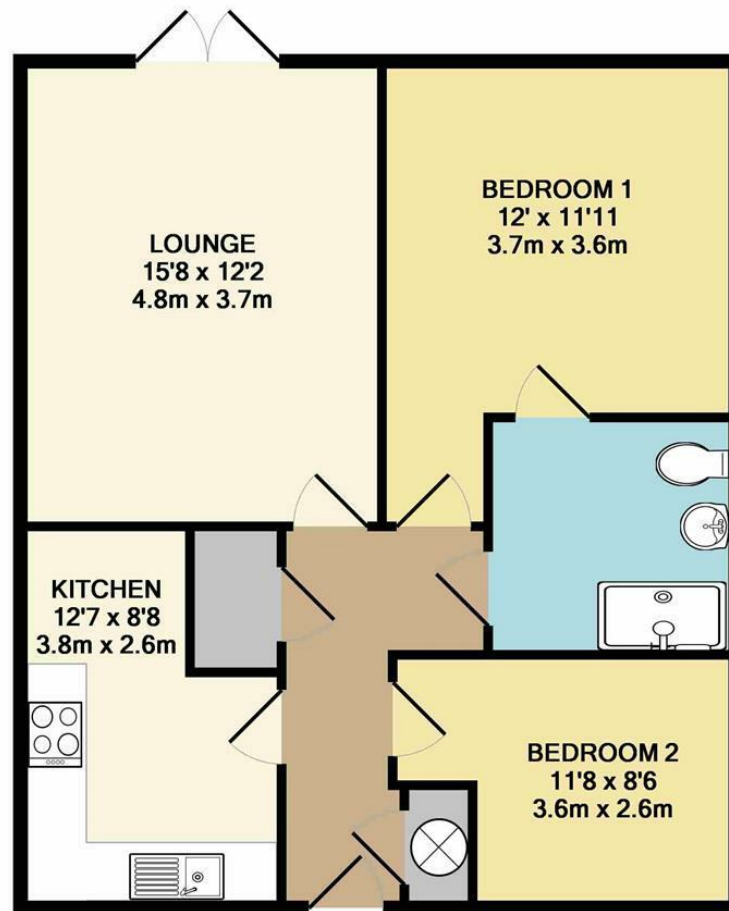 LOUNGE
15'8 x 12'2
4.8m x 3.7m
BEDROOM 1
12' x 11'11
3.7m x 3.6m
KITCHEN
12'7 x 8'8
3.8m x 2.6m
BEDROOM 2
11'8 x 8'6
3.6m x 2.6m